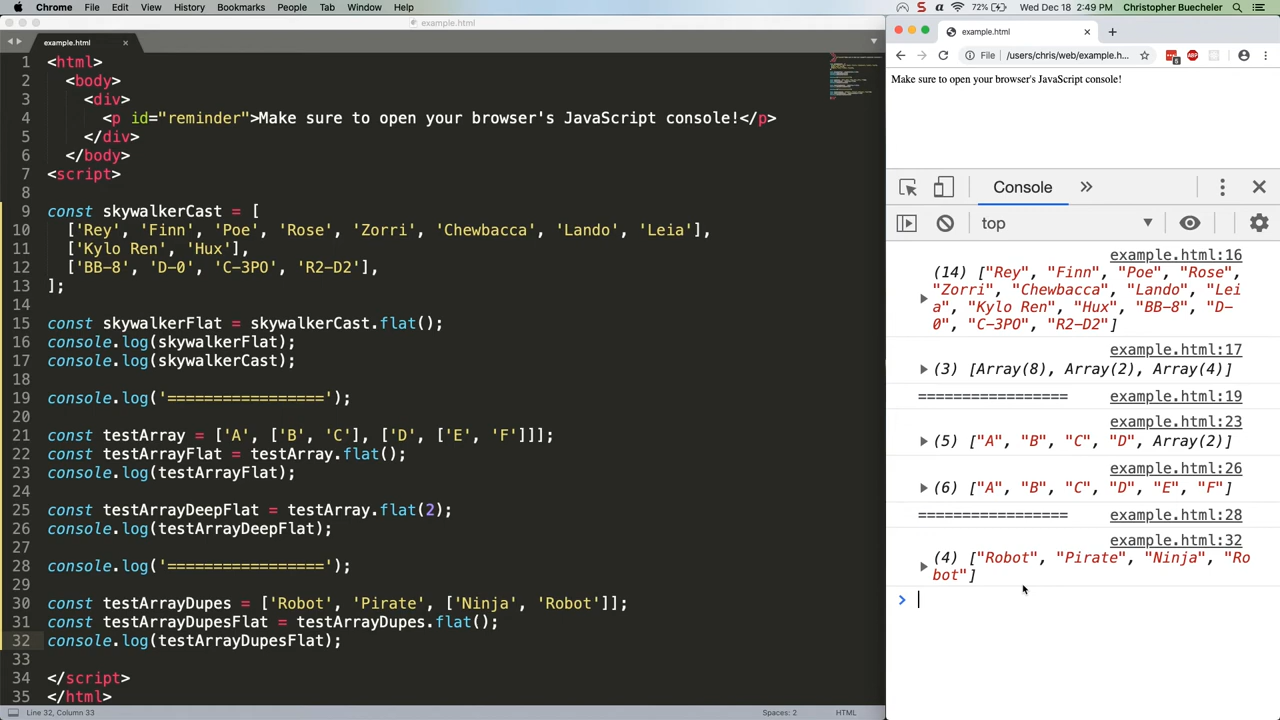 Chrome File Edit View History Bookmarks People Tab Window Help 72% Wed Dec 18 2:49 PM Christopher Buecheler
example.html
example.html
1 <html>
2 <body>
3 <div>
4 <p id="reminder">Make sure to open your browser's JavaScript console!</p>
5 </div>
6 </body>
7 <script>
8
9 const skywalkerCast = [
10 ['Rey', 'Finn', 'Poe', 'Rose', 'Zorri', 'Chewbacca', 'Lando', 'Leia'],
11 ['Kylo Ren', 'Hux'],
12 ['BB-8', 'D-0', 'C-3PO', 'R2-D2'],
13 ];
14
15 const skywalkerFlat = skywalkerCast.flat();
16 console.log(skywalkerFlat);
17 console.log(skywalkerCast);
18
19 console.log('=================');
20
21 const testArray = ['A', ['B', 'C'], ['D', ['E', 'F']]];
22 const testArrayFlat = testArray.flat();
23 console.log(testArrayFlat);
24
25 const testArrayDeepFlat = testArray.flat(2);
26 console.log(testArrayDeepFlat);
27
28 console.log('=================');
29
30 const testArrayDupes = ['Robot', 'Pirate', ['Ninja', 'Robot']];
31 const testArrayDupesFlat = testArrayDupes.flat();
32 console.log(testArrayDupesFlat);
33
34 </script>
35 </html>
Line 32, Column 33 Spaces: 2 HTML
example.html
File /users/chris/web/example.h...
Make sure to open your browser's JavaScript console!
Console
top
example.html:16
(14) ["Rey", "Finn", "Poe", "Rose",
"Zorri", "Chewbacca", "Lando", "Lei
a", "Kylo Ren", "Hux", "BB-8", "D-
0", "C-3PO", "R2-D2"]
example.html:17
(3) [Array(8), Array(2), Array(4)]
================= example.html:19
example.html:23
(5) ["A", "B", "C", "D", Array(2)]
example.html:26
(6) ["A", "B", "C", "D", "E", "F"]
================= example.html:28
example.html:32
(4) ["Robot", "Pirate", "Ninja", "Ro
bot"]